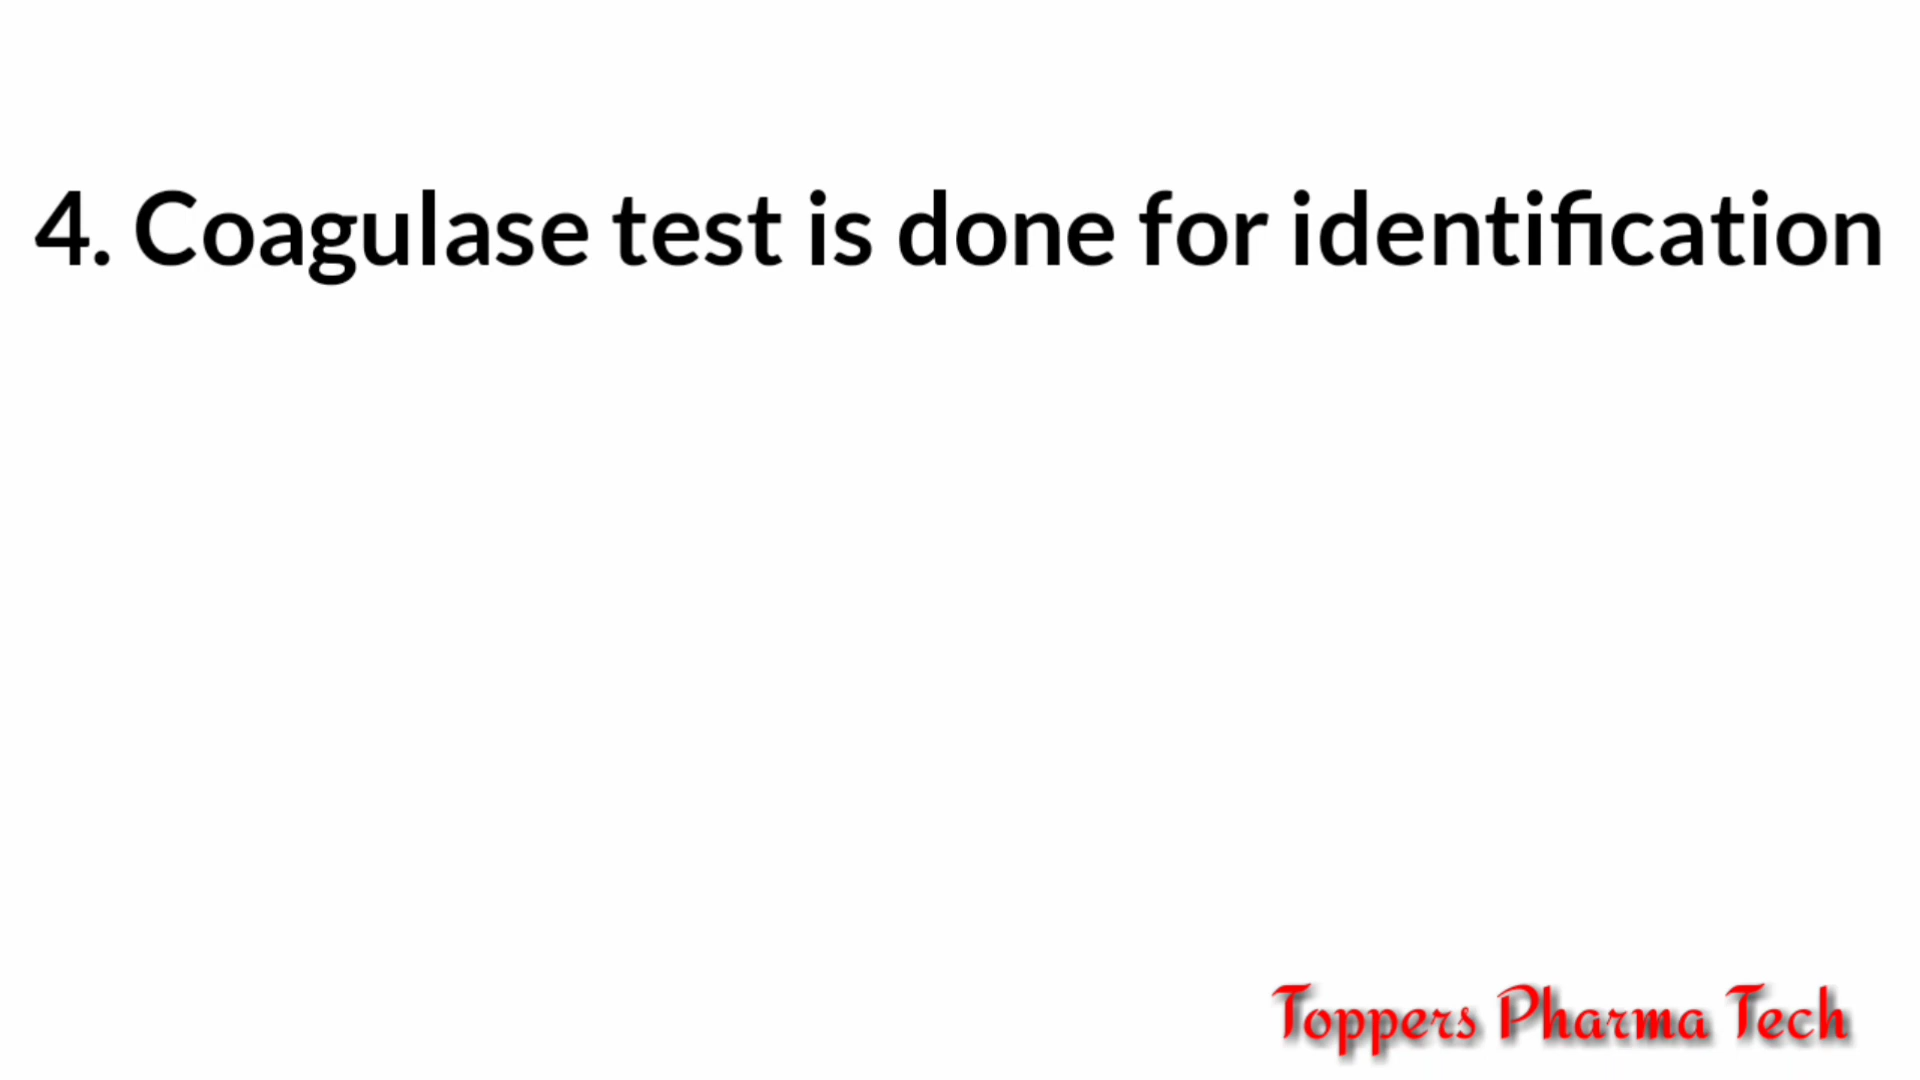 4. Coagulase test is done for identification
Toppers Pharma Tech